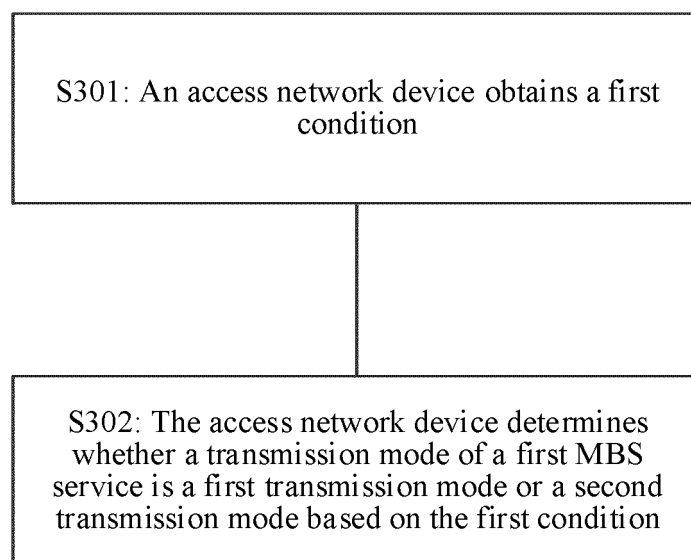 S301: An access network device obtains a first
condition
S302: The access network device determines
whether a transmission mode of a first MBS
service is a first transmission mode or a second
transmission mode based on the first condition